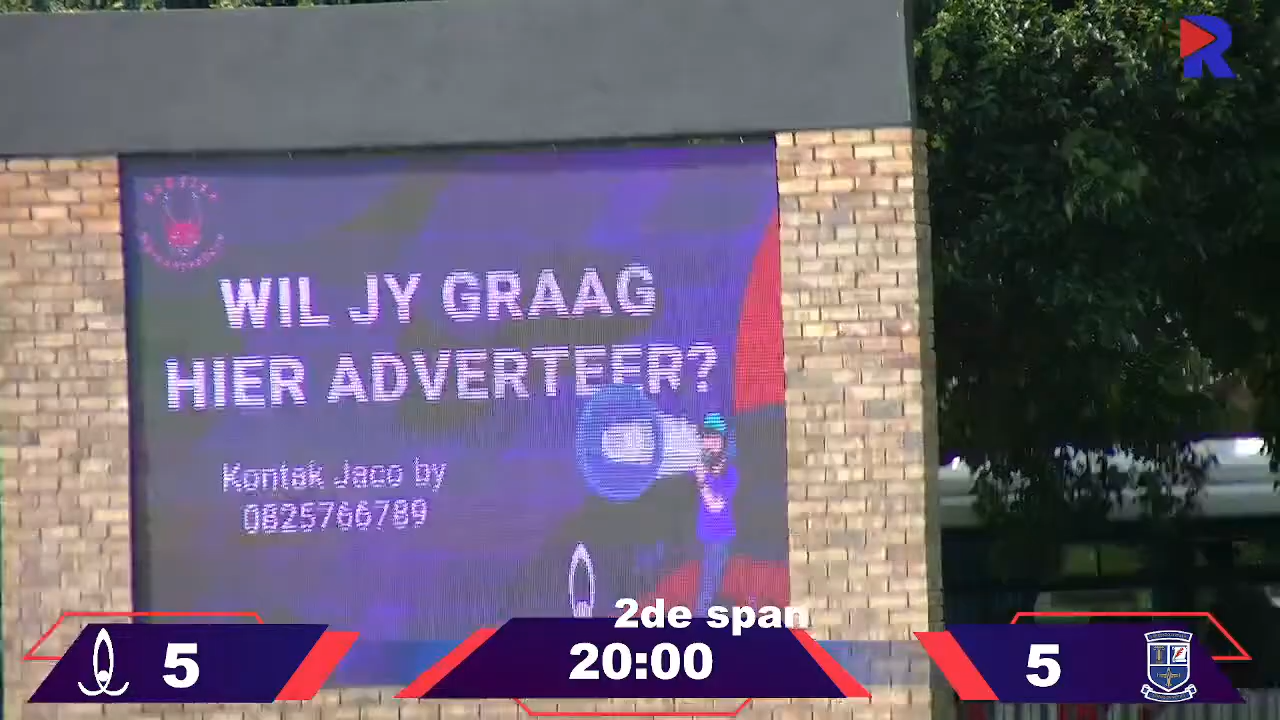 WIL JY GRAAG
HIER ADVERTEER?
Kontak Jaco by
0825766789
2de span
5
20:00
5